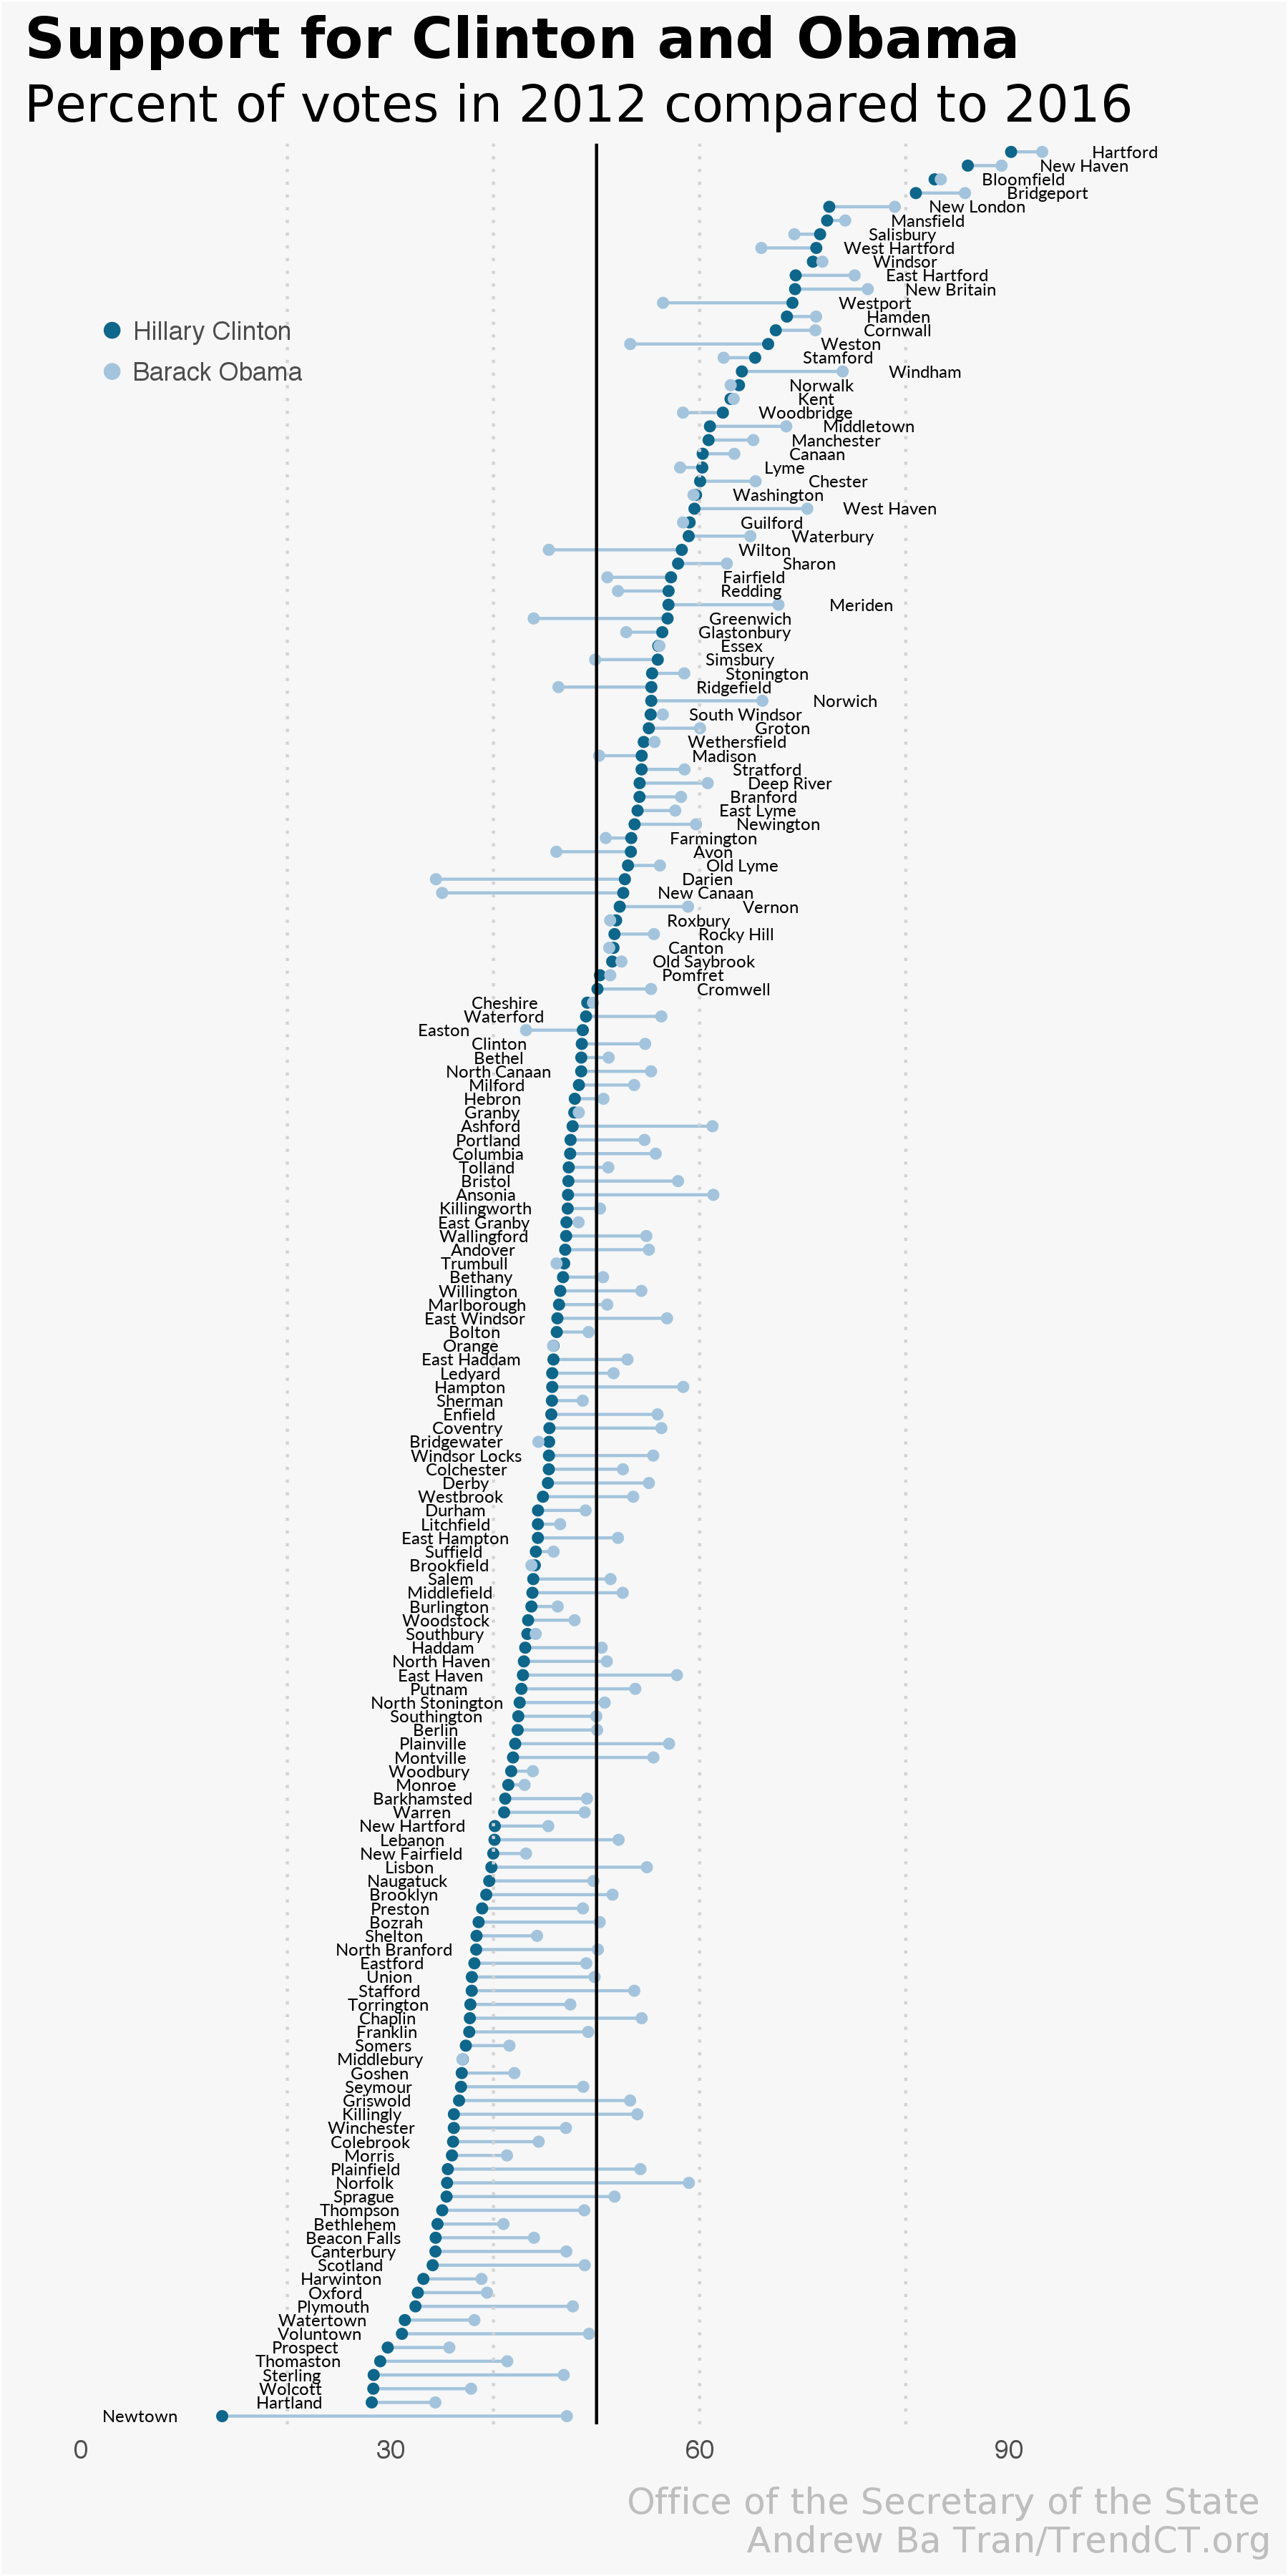 Support for Clinton and Obama
Percent of votes in 2012 compared to 2016
Hartford
New Haven
Bloomfield
Bridgeport
New London
Mansfield
Salisbury
West Hartford
Windsor
East Hartford
New Britain
Westport
Hamden
Cornwall
Hillary Clinton
Weston
Stamford
Barack Obama
Windham
Norwalk
Kent
Woodbridge
Middletown
Manchester
Canaan
Lyme
Chester
Washington
West Haven
Guilford
Waterbury
Wilton
Sharon
Fairfield
Redding
Meriden
Greenwich
Glastonbury
Essex
Simsbury
Stonington
Ridgefield
Norwich
South Windsor
Groton
Wethersfield
Madison
Stratford
Deep River
Branford
East Lyme
Newington
Farmington
Avon
Old Lyme
Darien
New Canaan
Vernon
Roxbury
Rocky Hill
Canton
Old Saybrook
Pomfret
Cromwell
Cheshire
Waterford
Easton
Clinton
Bethel
North Canaan
Milford
Hebron
Granby
Ashford
Portland
Columbia
Tolland
Bristol
Ansonia
Killingworth
East Granby
Wallingford
Andover
Trumbull
Bethany
Willington
Marlborough
East Windsor
Bolton
Orange
East Haddam
Ledyard
Hampton
Sherman
Enfield
Coventry
Bridgewater
Windsor Locks
Colchester
Derby
Westbrook
Durham
Litchfield
East Hampton
Suffield
Brookfield
Salem
Middlefield
Burlington
Woodstock
Southbury
Haddam
North Haven
East Haven
Putnam
North Stonington
Southington
Berlin
Plainville
Montville
Woodbury
Monroe
Barkhamsted
Warren
New Hartford
Lebanon
New Fairfield
Lisbon
Naugatuck
Brooklyn
Preston
Bozrah
Shelton
North Branford
Eastford
Union
Stafford
Torrington
Chaplin
Franklin
Somers
Middlebury
Goshen
Seymour
Griswold
Killingly
Winchester
Colebrook
Morris
Plainfield
Norfolk
Sprague
Thompson
Bethlehem
Beacon Falls
Canterbury
Scotland
Harwinton
Oxford
Plymouth
Watertown
Voluntown
Prospect
Thomaston
Sterling
Wolcott
Hartland
Newtown
0 30 60 90
Office of the Secretary of the State
Andrew Ba Tran/TrendCT.org